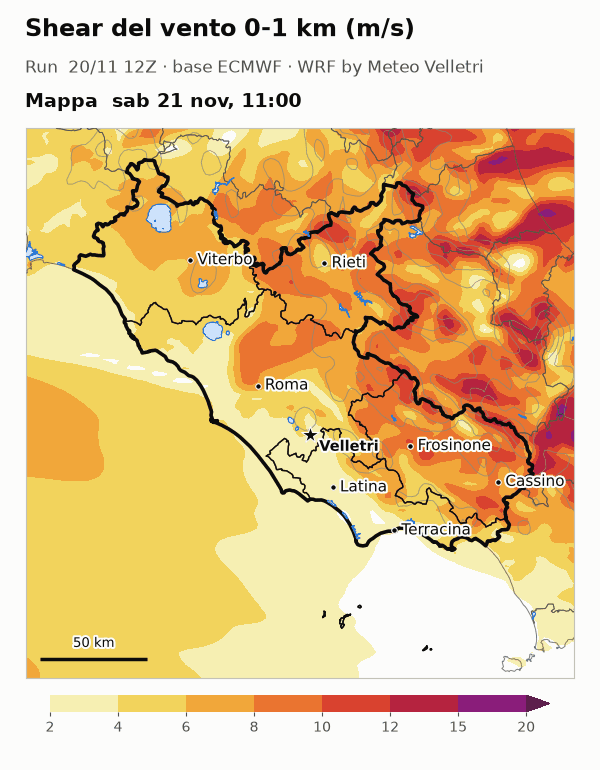 Shear del vento 0-1 km (m/s)
Run 20/11 12Z · base ECMWF · WRF by Meteo Velletri
Mappa sab 21 nov, 11:00
Viterbo
Rieti
Roma
Velletri
Frosinone
Latina
Cassino
Terracina
50 km
2 4 6 8 10 12 15 20